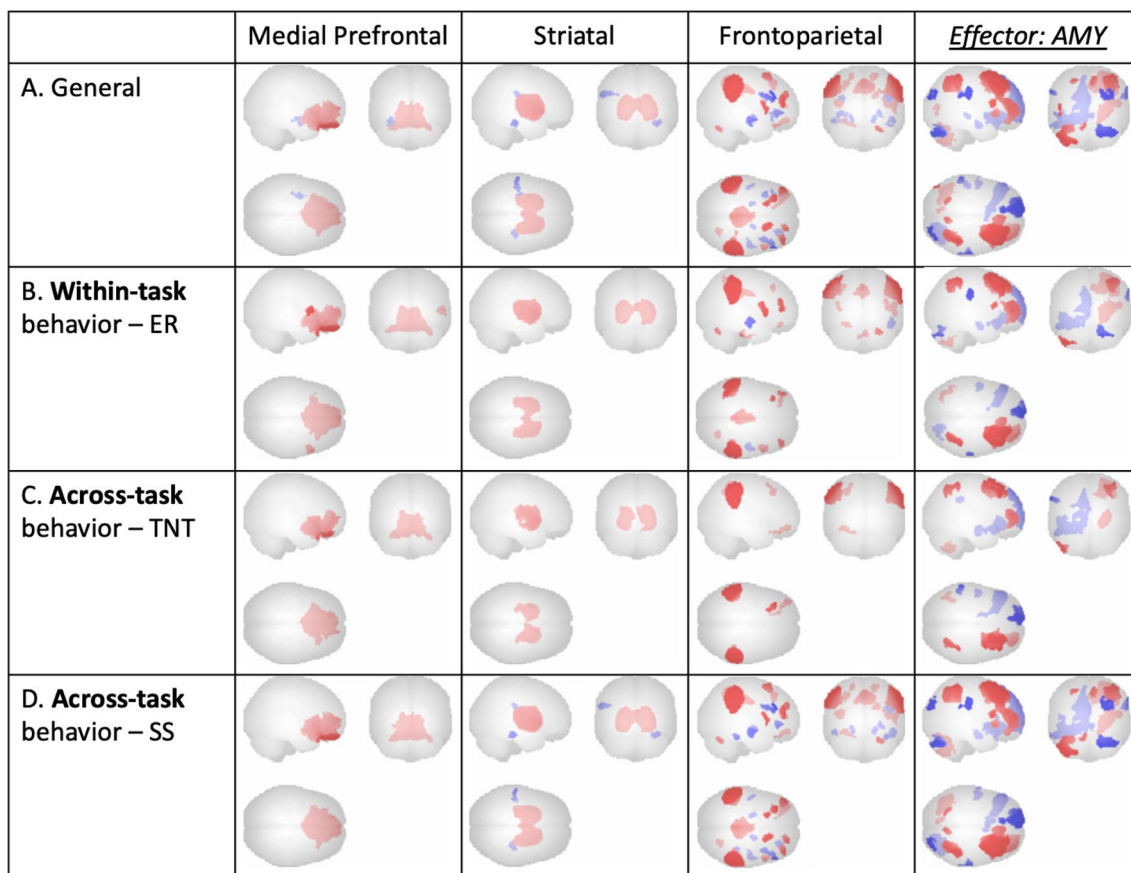 Medial Prefrontal
Striatal
Frontoparietal
Effector: AMY
A. General
B. Within-task
behavior – ER
C. Across-task
behavior – TNT
D. Across-task
behavior – SS